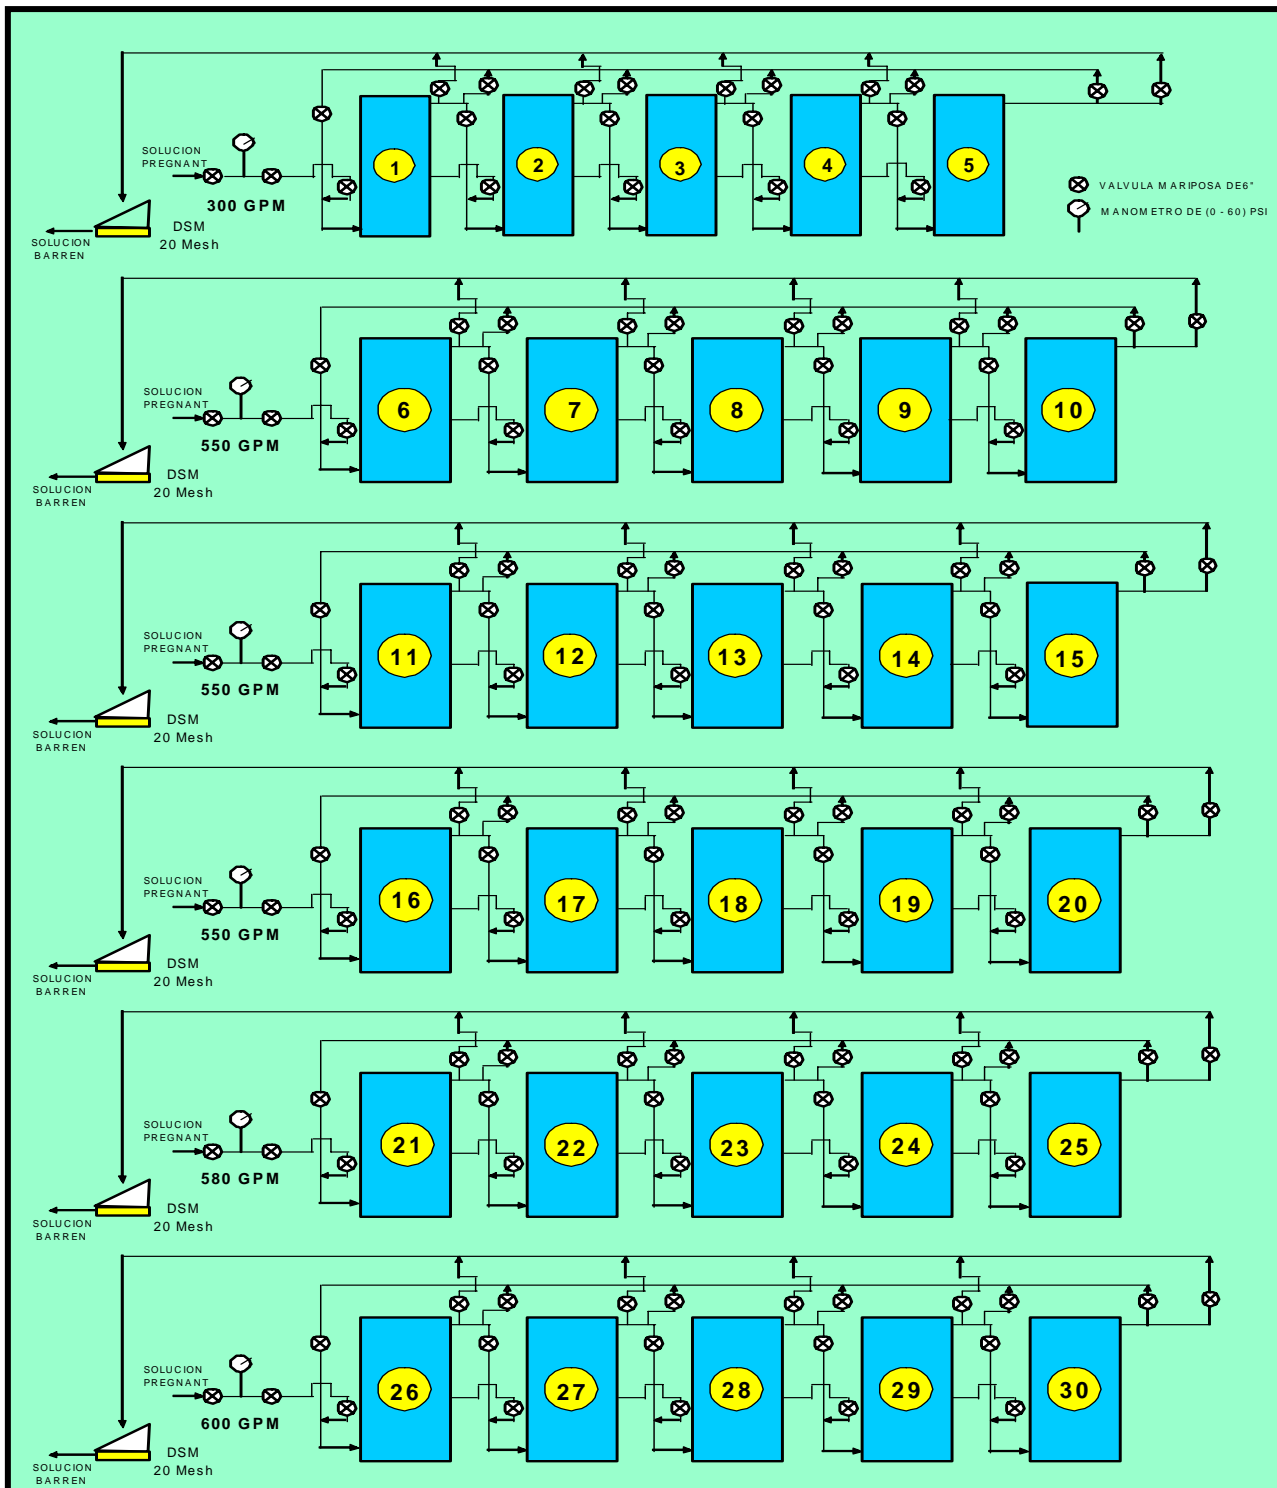 SOLUCION
PREGNANT
300 GPM
1
2
3
4
5
VALVULA MARIPOSA DE6"
MANOMETRO DE (0 - 60) PSI
DSM
20 Mesh
SOLUCION
BARREN
SOLUCION
PREGNANT
550 GPM
6
7
8
9
10
DSM
20 Mesh
SOLUCION
BARREN
SOLUCION
PREGNANT
550 GPM
11
12
13
14
15
DSM
20 Mesh
SOLUCION
BARREN
SOLUCION
PREGNANT
550 GPM
16
17
18
19
20
DSM
20 Mesh
SOLUCION
BARREN
SOLUCION
PREGNANT
580 GPM
21
22
23
24
25
DSM
20 Mesh
SOLUCION
BARREN
SOLUCION
PREGNANT
600 GPM
26
27
28
29
30
DSM
20 Mesh
SOLUCION
BARREN